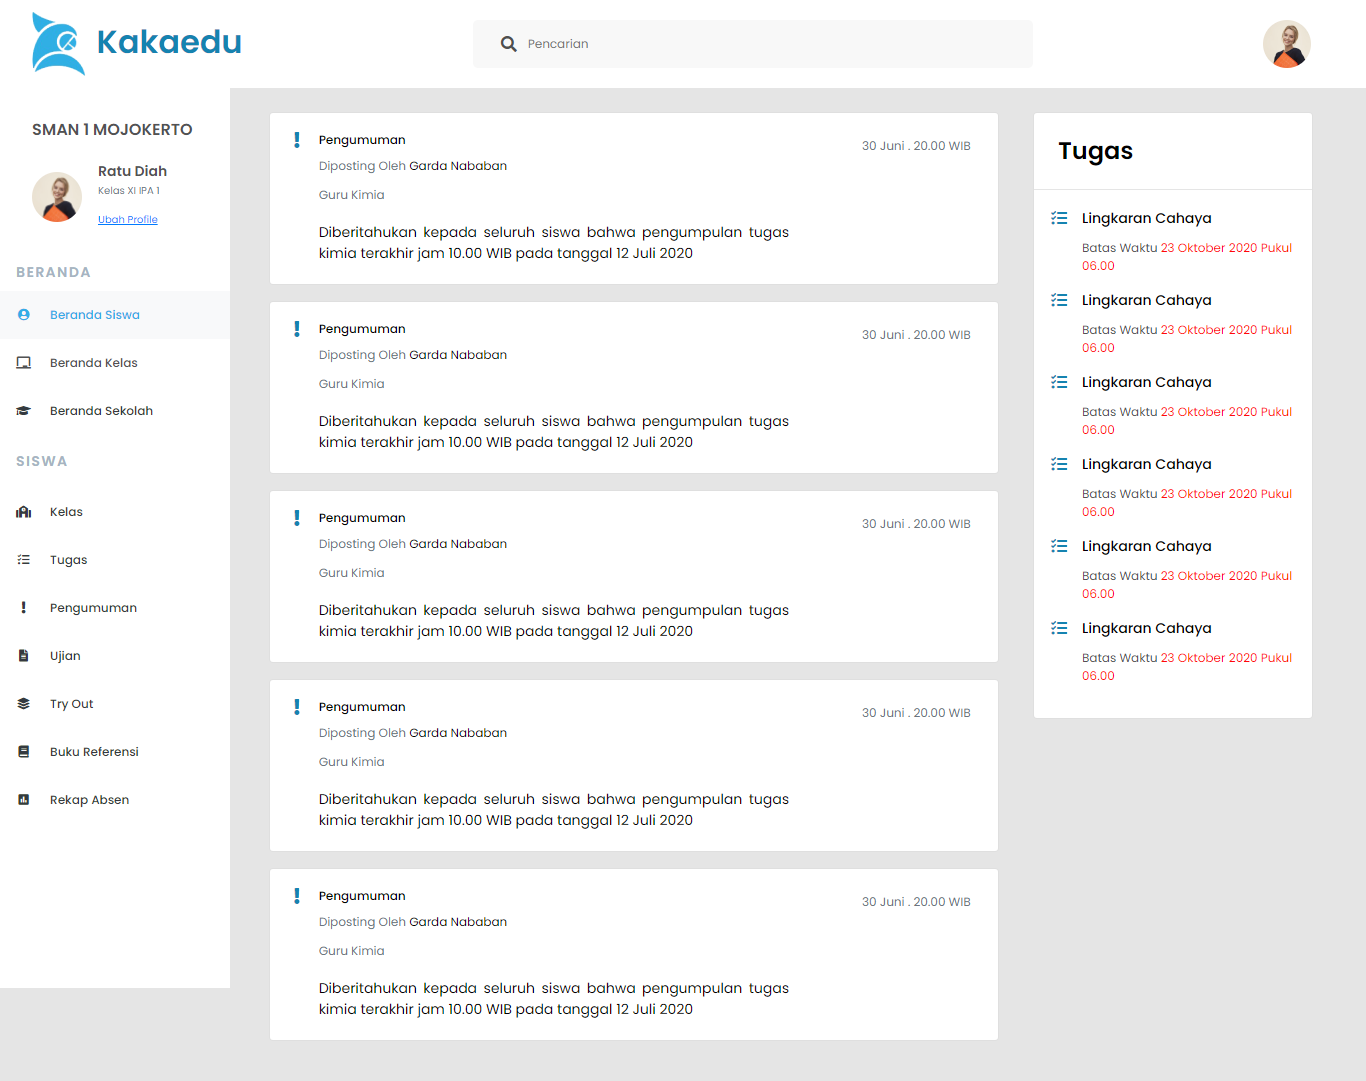 Kakaedu
Pencarian
SMAN 1 MOJOKERTO
Ratu Diah
Kelas XI IPA 1
Ubah Profile
BERANDA
Beranda Siswa
Beranda Kelas
Beranda Sekolah
SISWA
Kelas
Tugas
Pengumuman
Ujian
Try Out
Buku Referensi
Rekap Absen
Pengumuman
30 Juni . 20.00 WIB
Diposting Oleh Garda Nababan
Guru Kimia
Diberitahukan kepada seluruh siswa bahwa pengumpulan tugas
kimia terakhir jam 10.00 WIB pada tanggal 12 Juli 2020
Pengumuman
30 Juni . 20.00 WIB
Diposting Oleh Garda Nababan
Guru Kimia
Diberitahukan kepada seluruh siswa bahwa pengumpulan tugas
kimia terakhir jam 10.00 WIB pada tanggal 12 Juli 2020
Pengumuman
30 Juni . 20.00 WIB
Diposting Oleh Garda Nababan
Guru Kimia
Diberitahukan kepada seluruh siswa bahwa pengumpulan tugas
kimia terakhir jam 10.00 WIB pada tanggal 12 Juli 2020
Pengumuman
30 Juni . 20.00 WIB
Diposting Oleh Garda Nababan
Guru Kimia
Diberitahukan kepada seluruh siswa bahwa pengumpulan tugas
kimia terakhir jam 10.00 WIB pada tanggal 12 Juli 2020
Pengumuman
30 Juni . 20.00 WIB
Diposting Oleh Garda Nababan
Guru Kimia
Diberitahukan kepada seluruh siswa bahwa pengumpulan tugas
kimia terakhir jam 10.00 WIB pada tanggal 12 Juli 2020
Tugas
Lingkaran Cahaya
Batas Waktu 23 Oktober 2020 Pukul
06.00
Lingkaran Cahaya
Batas Waktu 23 Oktober 2020 Pukul
06.00
Lingkaran Cahaya
Batas Waktu 23 Oktober 2020 Pukul
06.00
Lingkaran Cahaya
Batas Waktu 23 Oktober 2020 Pukul
06.00
Lingkaran Cahaya
Batas Waktu 23 Oktober 2020 Pukul
06.00
Lingkaran Cahaya
Batas Waktu 23 Oktober 2020 Pukul
06.00